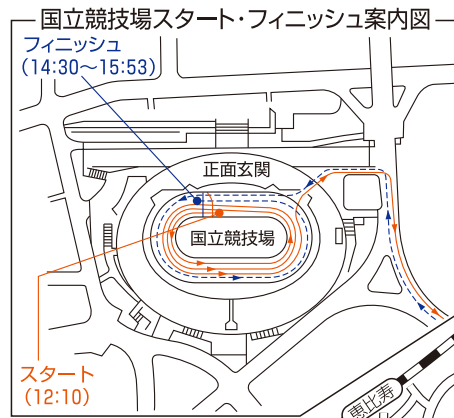 国立競技場スタート・フィニッシュ案内図
フィニッシュ
(14:30～15:53)
正面玄関
国立競技場
スタート
(12:10)
恵比寿